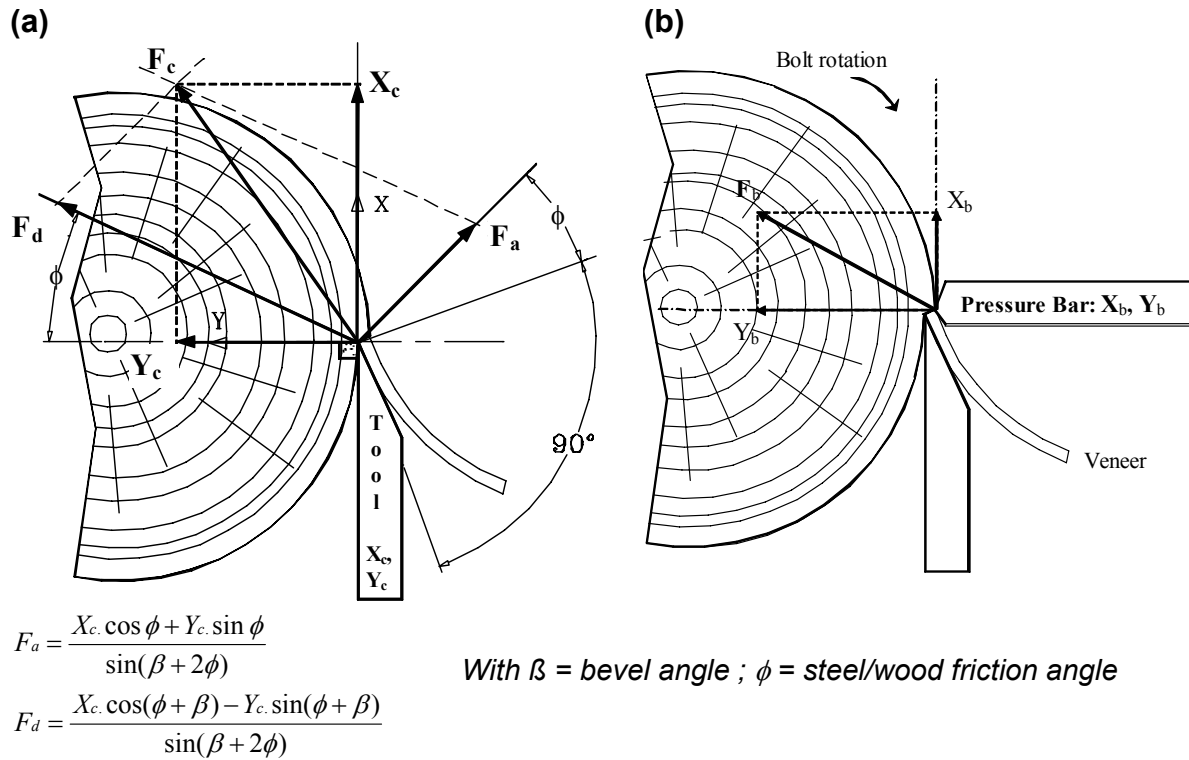 (a)
F_c
X_c
X
F_d
ϕ
F_a
ϕ
Y
Y_c
90°
Tool
X_c,
Y_c
(b)
Bolt rotation
F_b
X_b
Y_b
Pressure Bar: X_b, Y_b
Veneer
F_a = (X_c. cos ϕ + Y_c. sin ϕ) / sin(β + 2ϕ)
F_d = (X_c. cos(ϕ + β) − Y_c. sin(ϕ + β)) / sin(β + 2ϕ)
With ß = bevel angle ; ϕ = steel/wood friction angle